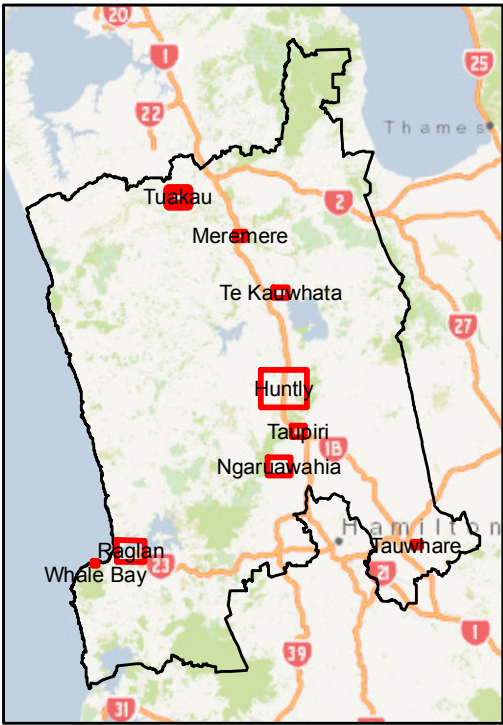 20
1
25
22
Thames
Tuakau
2
Meremere
Te Kauwhata
27
Huntly
Taupiri
1B
Ngaruawahia
Hamilton
Tauwhare
Raglan
23
Whale Bay
21
1
39
31